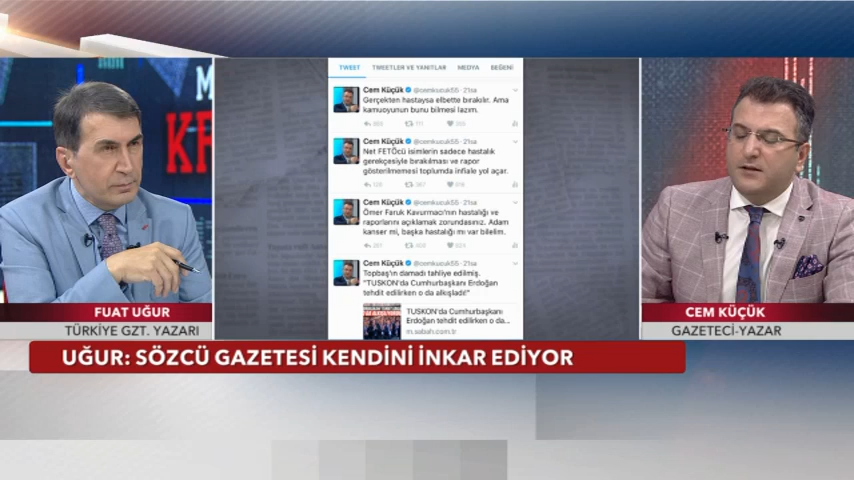 TWEET TWEETLER VE YANITLAR MEDYA BEĞENİ
Cem Küçük @cemkucuk55 · 21sa
Gerçekten hastaysa elbette bırakılır. Ama
kamuoyunun bunu bilmesi lazım.
Cem Küçük @cemkucuk55 · 21sa
Net FETÖcü isimlerin sadece hastalık
gerekçesiyle bırakılması ve rapor
gösterilmemesi toplumda infiale yol açar.
Cem Küçük @cemkucuk55 · 21sa
Ömer Faruk Kavurmacı'nın hastalığı ve
raporlarını açıklamak zorundasınız. Adam
kanser mi, başka hastalığı mı var bilelim.
Cem Küçük @cemkucuk55 · 21sa
Topbaş'ın damadı tahliye edilmiş.
"TUSKON'da Cumhurbaşkanı Erdoğan
tehdit edilirken o da alkışladı!"
TUSKON'da Cumhurbaşkanı
Erdoğan tehdit edilirken o da...
m.sabah.com.tr
FUAT UĞUR
TÜRKİYE GZT. YAZARI
CEM KÜÇÜK
GAZETECİ-YAZAR
UĞUR: SÖZCÜ GAZETESİ KENDİNİ İNKAR EDİYOR